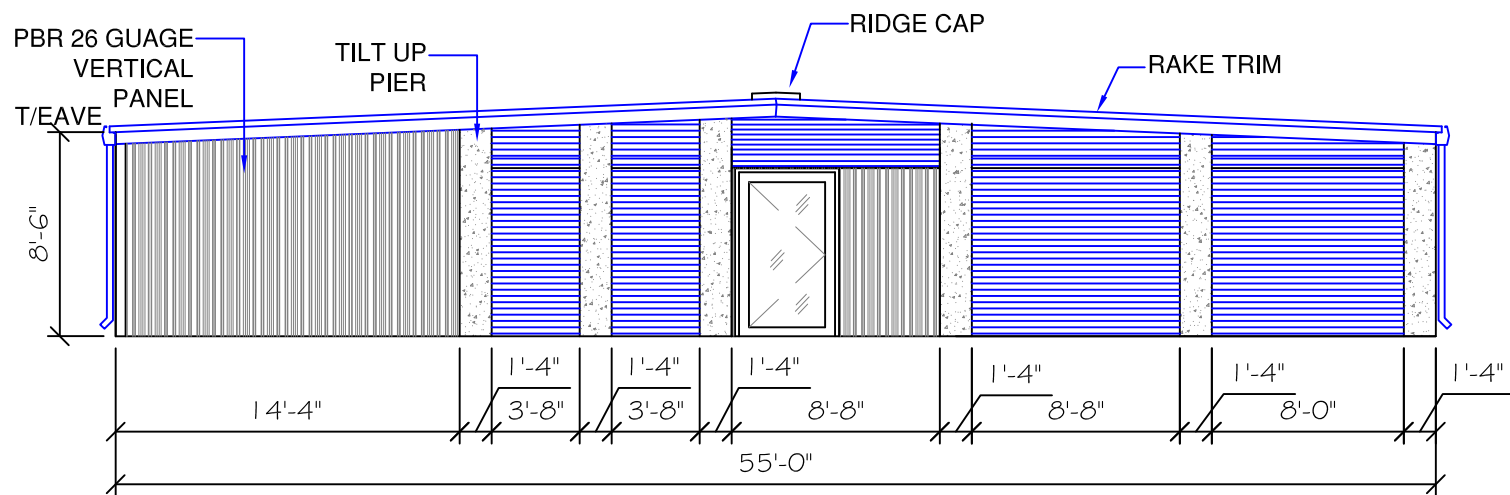 RIDGE CAP
PBR 26 GUAGE
VERTICAL
PANEL
TILT UP
PIER
RAKE TRIM
T/EAVE
8'-6"
1'-4"
1'-4"
1'-4"
1'-4"
1'-4"
1'-4"
14'-4"
3'-8"
3'-8"
8'-8"
8'-8"
8'-0"
55'-0"